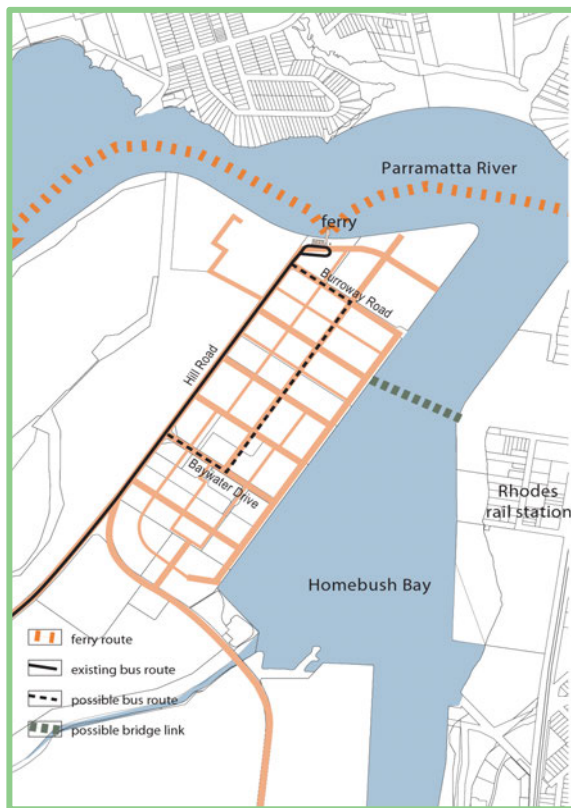 Parramatta River
ferry
Burroway Road
Hill Road
Baywater Drive
Rhodes
rail station
Homebush Bay
ferry route
existing bus route
possible bus route
possible bridge link